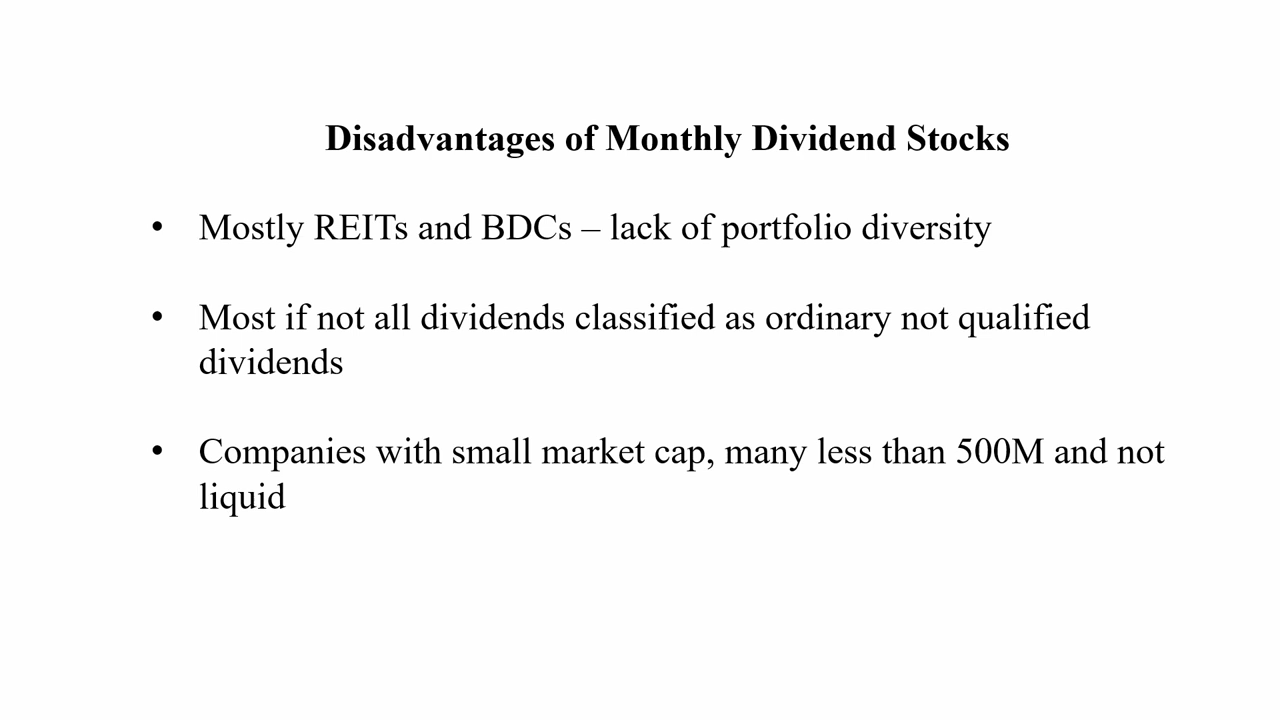 Disadvantages of Monthly Dividend Stocks
• Mostly REITs and BDCs – lack of portfolio diversity
• Most if not all dividends classified as ordinary not qualified
dividends
• Companies with small market cap, many less than 500M and not
liquid